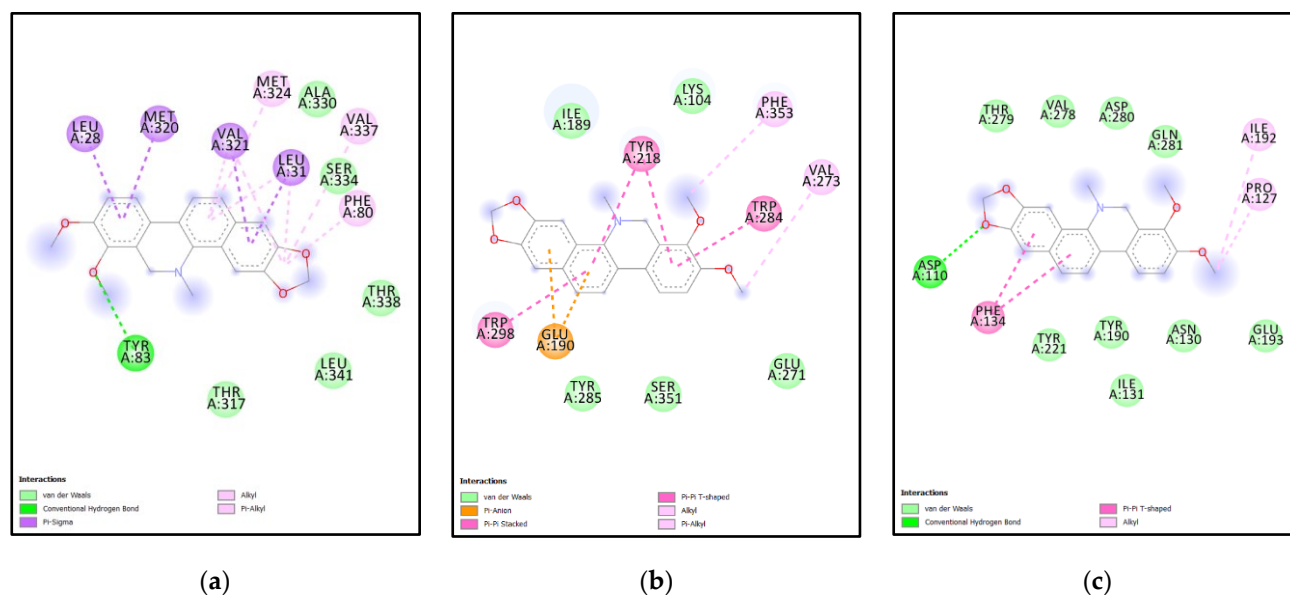 MET
A:324
ALA
A:330
LEU
A:28
MET
A:320
VAL
A:321
VAL
A:337
LEU
A:31
SER
A:334
PHE
A:80
O
O
N
O
O
TYR
A:83
THR
A:338
LEU
A:341
THR
A:317
Interactions
van der Waals
Conventional Hydrogen Bond
Pi-Sigma
Alkyl
Pi-Alkyl
(a)
LYS
A:104
ILE
A:189
PHE
A:353
TYR
A:218
VAL
A:273
TRP
A:284
O
O
N
O
O
TRP
A:298
GLU
A:190
TYR
A:285
SER
A:351
GLU
A:271
Interactions
van der Waals
Pi-Anion
Pi-Pi Stacked
Pi-Pi T-shaped
Alkyl
Pi-Alkyl
(b)
THR
A:279
VAL
A:278
ASP
A:280
GLN
A:281
ILE
A:192
PRO
A:127
O
O
N
O
O
ASP
A:110
PHE
A:134
TYR
A:221
TYR
A:190
ASN
A:130
GLU
A:193
ILE
A:131
Interactions
van der Waals
Conventional Hydrogen Bond
Pi-Pi T-shaped
Alkyl
(c)